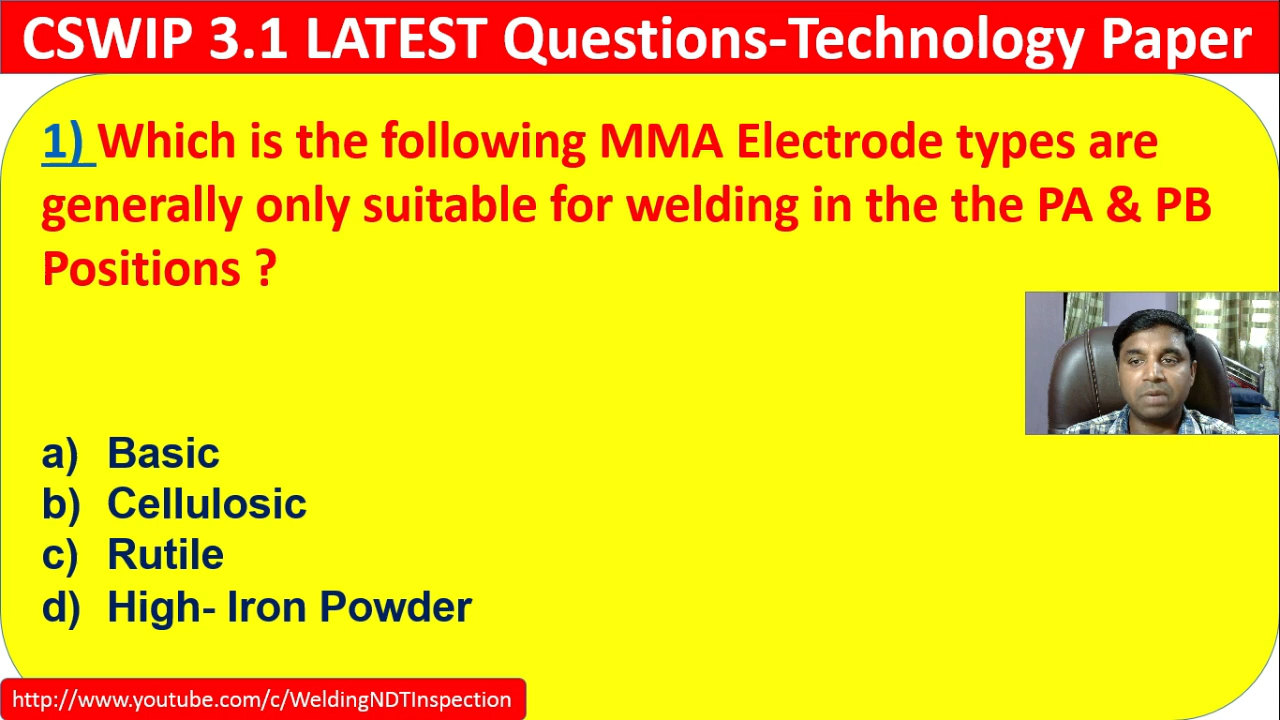 CSWIP 3.1 LATEST Questions-Technology Paper
1) Which is the following MMA Electrode types are
generally only suitable for welding in the the PA & PB
Positions ?
a) Basic
b) Cellulosic
c) Rutile
d) High- Iron Powder
http://www.youtube.com/c/WeldingNDTInspection